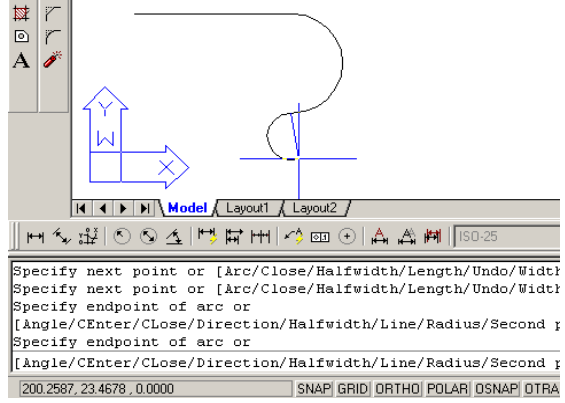 A
Y
W
X
Model Layout1 Layout2
ISO-25
Specify next point or [Arc/Close/Halfwidth/Length/Undo/Width
Specify next point or [Arc/Close/Halfwidth/Length/Undo/Width
Specify endpoint of arc or
[Angle/CEnter/CLose/Direction/Halfwidth/Line/Radius/Second p
Specify endpoint of arc or
[Angle/CEnter/CLose/Direction/Halfwidth/Line/Radius/Second p
200.2587, 23.4678 , 0.0000 SNAP GRID ORTHO POLAR OSNAP OTRA